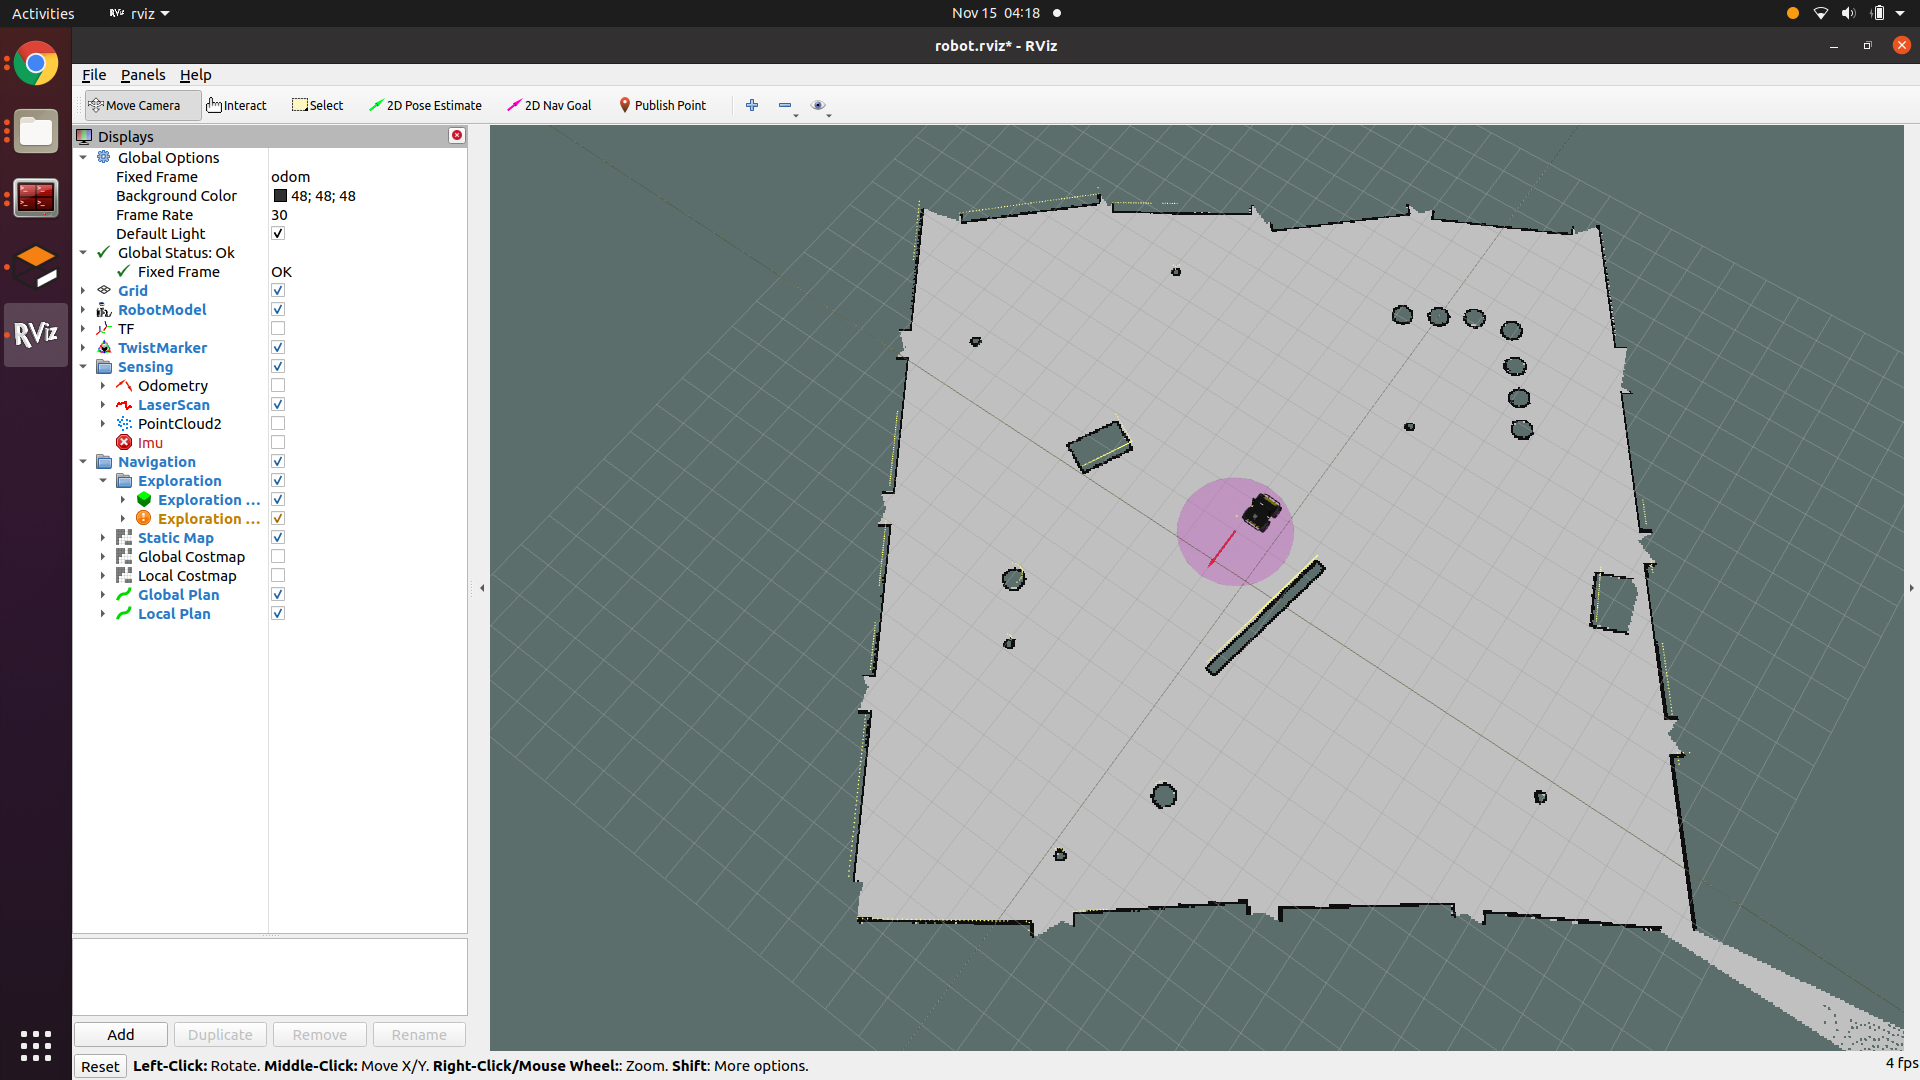 Activities
rviz
Nov 15 04:18
robot.rviz* - RViz
File Panels Help
Move Camera Interact Select 2D Pose Estimate 2D Nav Goal Publish Point
Displays
Global Options
Fixed Frame odom
Background Color 48; 48; 48
Frame Rate 30
Default Light
Global Status: Ok
Fixed Frame OK
Grid
RobotModel
TF
TwistMarker
Sensing
Odometry
LaserScan
PointCloud2
Imu
Navigation
Exploration
Exploration ...
Exploration ...
Static Map
Global Costmap
Local Costmap
Global Plan
Local Plan
RViz
Add Duplicate Remove Rename
Reset Left-Click: Rotate. Middle-Click: Move X/Y. Right-Click/Mouse Wheel:: Zoom. Shift: More options. 4 fps